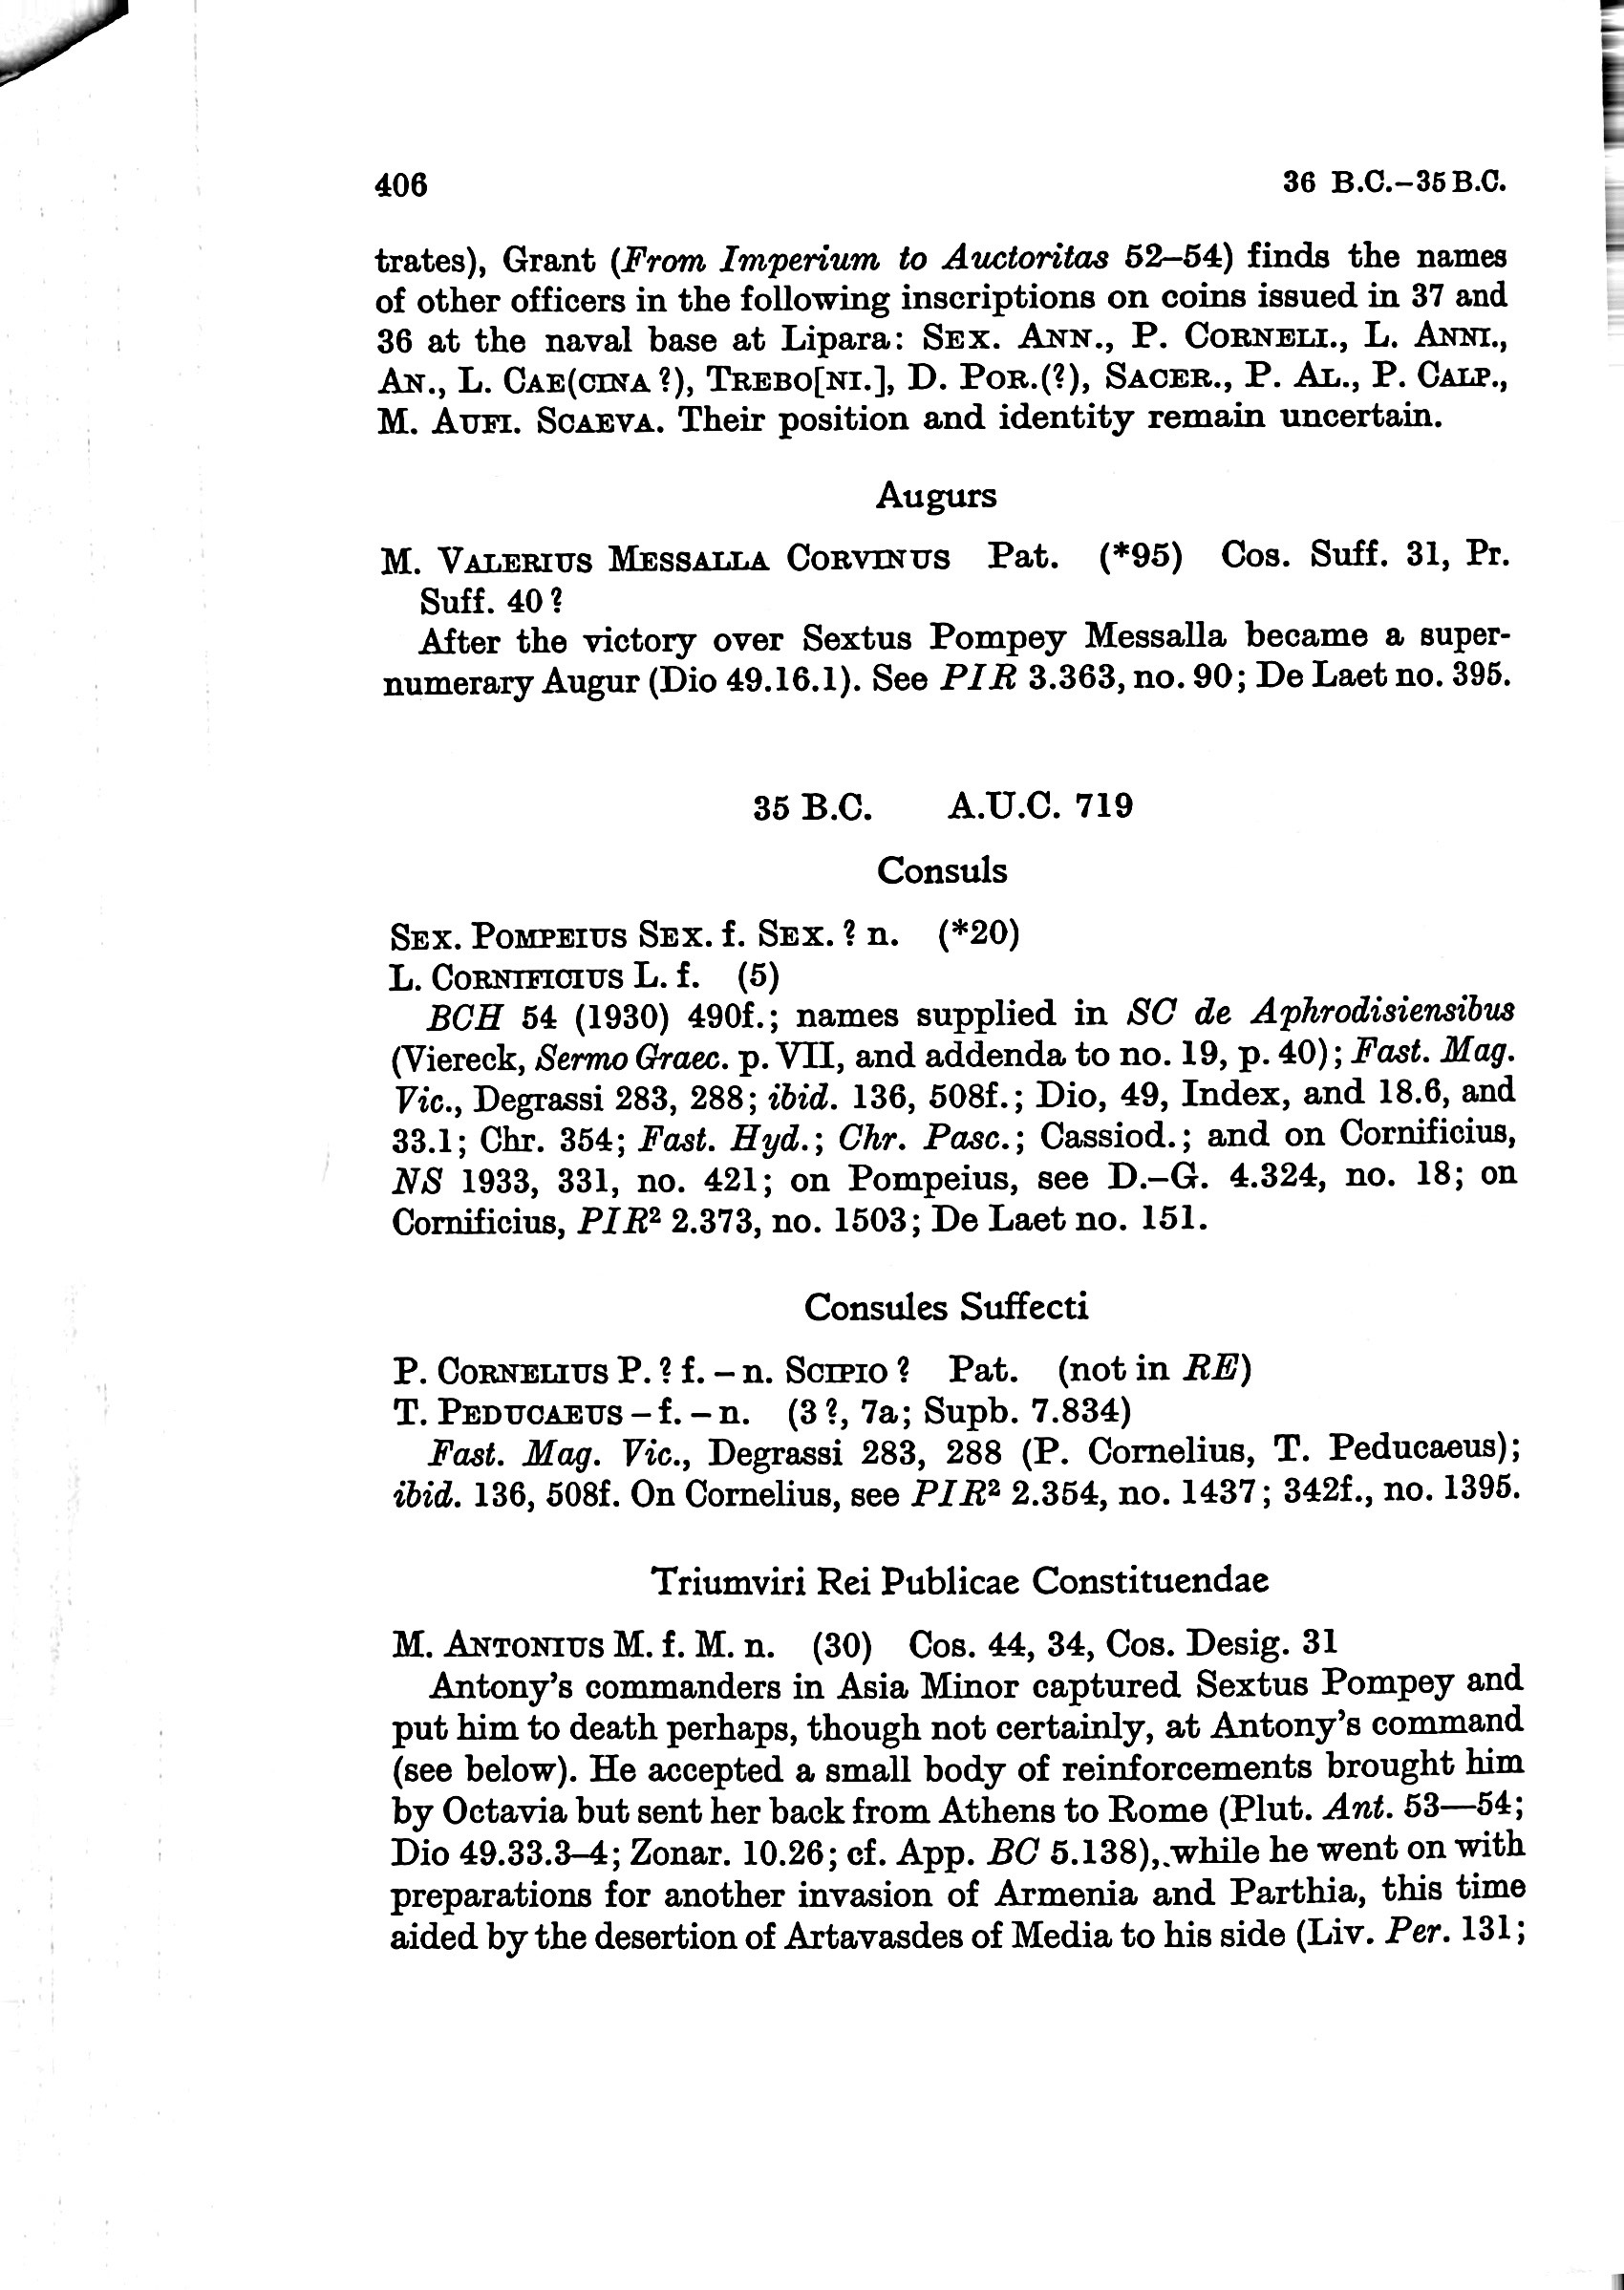 406 36 B.C.–35 B.C.
trates), Grant (From Imperium to Auctoritas 52–54) finds the names
of other officers in the following inscriptions on coins issued in 37 and
36 at the naval base at Lipara: SEX. ANN., P. CORNELI., L. ANNI.,
AN., L. CAE(CINA ?), TREBO[NI.], D. POR.(?), SACER., P. AL., P. CALP.,
M. AUFI. SCAEVA. Their position and identity remain uncertain.
Augurs
M. VALERIUS MESSALLA CORVINUS Pat. (*95) Cos. Suff. 31, Pr.
Suff. 40 ?
After the victory over Sextus Pompey Messalla became a super-
numerary Augur (Dio 49.16.1). See PIR 3.363, no. 90; De Laet no. 395.
35 B.C. A.U.C. 719
Consuls
SEX. POMPEIUS SEX. f. SEX. ? n. (*20)
L. CORNIFICIUS L. f. (5)
BCH 54 (1930) 490f.; names supplied in SC de Aphrodisiensibus
(Viereck, Sermo Graec. p. VII, and addenda to no. 19, p. 40); Fast. Mag.
Vic., Degrassi 283, 288; ibid. 136, 508f.; Dio, 49, Index, and 18.6, and
33.1; Chr. 354; Fast. Hyd.; Chr. Pasc.; Cassiod.; and on Cornificius,
NS 1933, 331, no. 421; on Pompeius, see D.–G. 4.324, no. 18; on
Cornificius, PIR² 2.373, no. 1503; De Laet no. 151.
Consules Suffecti
P. CORNELIUS P. ? f. – n. SCIPIO ? Pat. (not in RE)
T. PEDUCAEUS – f. – n. (3 ?, 7a; Supb. 7.834)
Fast. Mag. Vic., Degrassi 283, 288 (P. Cornelius, T. Peducaeus);
ibid. 136, 508f. On Cornelius, see PIR² 2.354, no. 1437; 342f., no. 1395.
Triumviri Rei Publicae Constituendae
M. ANTONIUS M. f. M. n. (30) Cos. 44, 34, Cos. Desig. 31
Antony's commanders in Asia Minor captured Sextus Pompey and
put him to death perhaps, though not certainly, at Antony's command
(see below). He accepted a small body of reinforcements brought him
by Octavia but sent her back from Athens to Rome (Plut. Ant. 53—54;
Dio 49.33.3–4; Zonar. 10.26; cf. App. BC 5.138), while he went on with
preparations for another invasion of Armenia and Parthia, this time
aided by the desertion of Artavasdes of Media to his side (Liv. Per. 131;